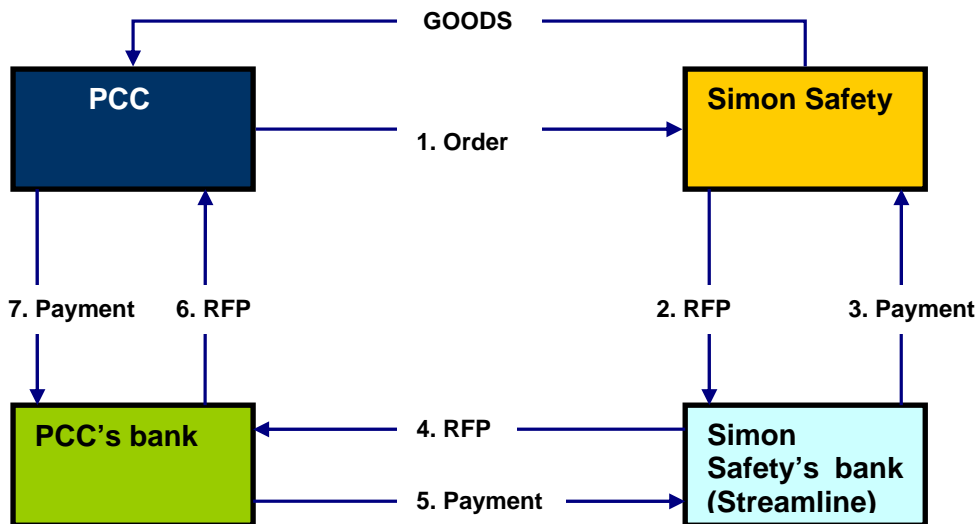 GOODS
PCC
Simon Safety
1. Order
7. Payment
6. RFP
2. RFP
3. Payment
PCC’s bank
4. RFP
Simon
Safety’s bank
(Streamline)
5. Payment